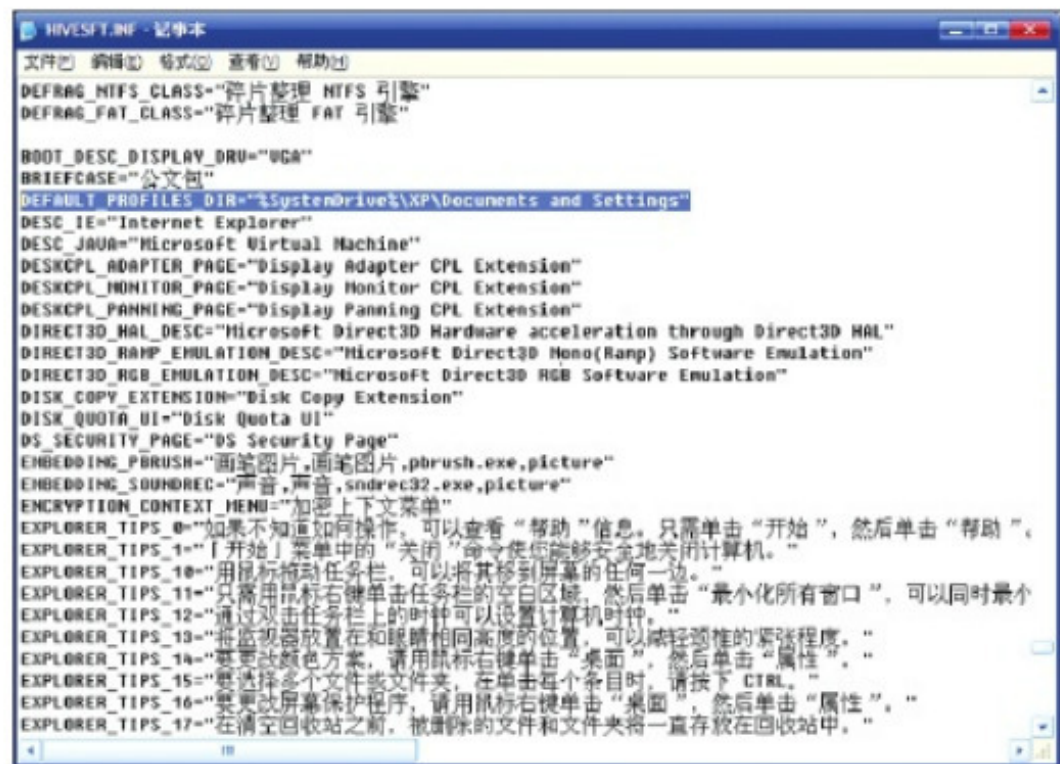 HIVESFT.INF - 记事本
文件(F) 编辑(E) 格式(O) 查看(V) 帮助(H)
DEFRAG_NTFS_CLASS="碎片整理 NTFS 引擎"
DEFRAG_FAT_CLASS="碎片整理 FAT 引擎"
BOOT_DESC_DISPLAY_DRV="VGA"
BRIEFCASE="公文包"
DEFAULT_PROFILES_DIR="%SystemDrive%\XP\Documents and Settings"
DESC_IE="Internet Explorer"
DESC_JAVA="Microsoft Virtual Machine"
DESKCPL_ADAPTER_PAGE="Display Adapter CPL Extension"
DESKCPL_MONITOR_PAGE="Display Monitor CPL Extension"
DESKCPL_PANNING_PAGE="Display Panning CPL Extension"
DIRECT3D_HAL_DESC="Microsoft Direct3D Hardware acceleration through Direct3D HAL"
DIRECT3D_RAMP_EMULATION_DESC="Microsoft Direct3D Mono(Ramp) Software Emulation"
DIRECT3D_RGB_EMULATION_DESC="Microsoft Direct3D RGB Software Emulation"
DISK_COPY_EXTENSION="Disk Copy Extension"
DISK_QUOTA_UI="Disk Quota UI"
DS_SECURITY_PAGE="DS Security Page"
EMBEDDING_PBRUSH="画笔图片,画笔图片,pbrush.exe,picture"
EMBEDDING_SOUNDREC="声音,声音,sndrec32.exe,picture"
ENCRYPTION_CONTEXT_MENU="加密上下文菜单"
EXPLORER_TIPS_0="如果不知道如何操作，可以查看“帮助”信息。只需单击“开始”，然后单击“帮助”。
EXPLORER_TIPS_1="「开始」菜单中的“关闭”命令使您能够安全地关闭计算机。"
EXPLORER_TIPS_10="用鼠标拖动任务栏，可以将其移到屏幕的任何一边。"
EXPLORER_TIPS_11="只需用鼠标右键单击任务栏的空白区域，然后单击“最小化所有窗口”，可以同时最小
EXPLORER_TIPS_12="通过双击任务栏上的时钟可以设置计算机时钟。"
EXPLORER_TIPS_13="将监视器放置在和眼睛相同高度的位置，可以减轻颈椎的紧张程度。"
EXPLORER_TIPS_14="要更改颜色方案，请用鼠标右键单击“桌面”，然后单击“属性”。"
EXPLORER_TIPS_15="要选择多个文件或文件夹，在单击每个条目时，请按下 CTRL。"
EXPLORER_TIPS_16="要更改屏幕保护程序，请用鼠标右键单击“桌面”，然后单击“属性”。"
EXPLORER_TIPS_17="在清空回收站之前，被删除的文件和文件夹将一直存放在回收站中。"